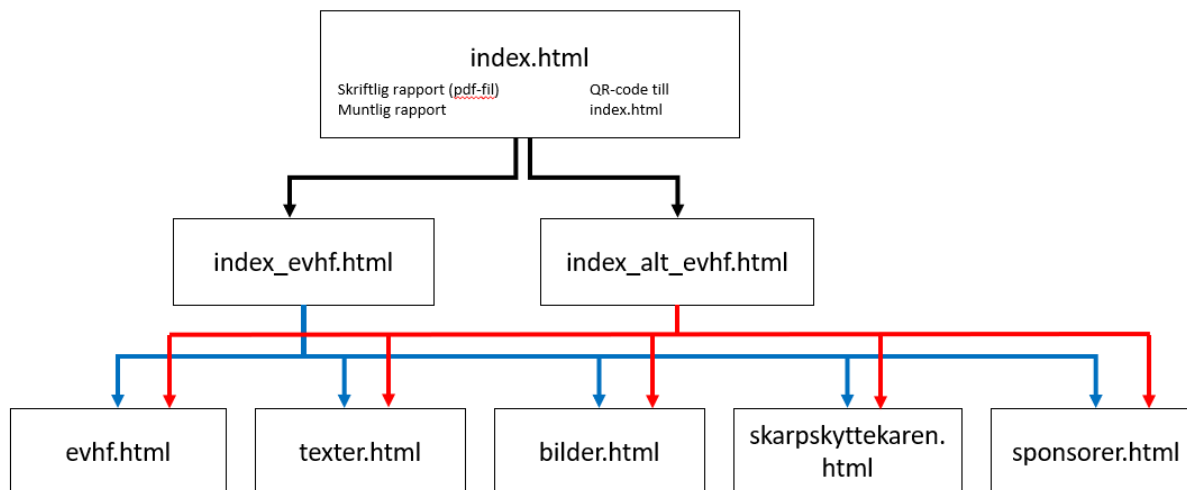 index.html
Skriftlig rapport (pdf-fil)
Muntlig rapport
QR-code till
index.html
index_evhf.html
index_alt_evhf.html
evhf.html
texter.html
bilder.html
skarpskyttekaren.
html
sponsorer.html